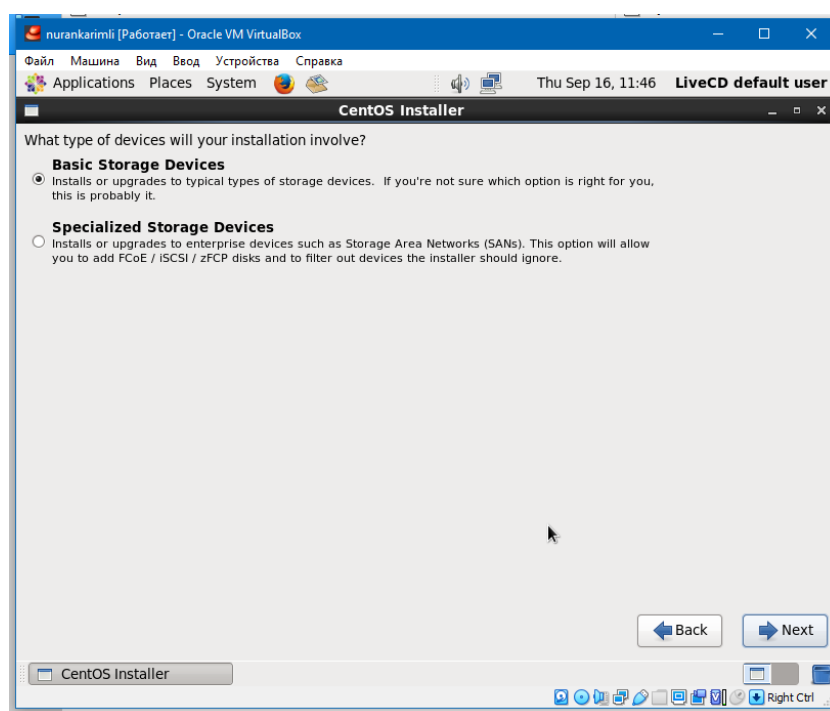 nurankarimli [Работает] - Oracle VM VirtualBox
Файл Машина Вид Ввод Устройства Справка
Applications Places System Thu Sep 16, 11:46 LiveCD default user
CentOS Installer
What type of devices will your installation involve?
Basic Storage Devices
Installs or upgrades to typical types of storage devices. If you're not sure which option is right for you,
this is probably it.
Specialized Storage Devices
Installs or upgrades to enterprise devices such as Storage Area Networks (SANs). This option will allow
you to add FCoE / iSCSI / zFCP disks and to filter out devices the installer should ignore.
Back Next
CentOS Installer
Right Ctrl